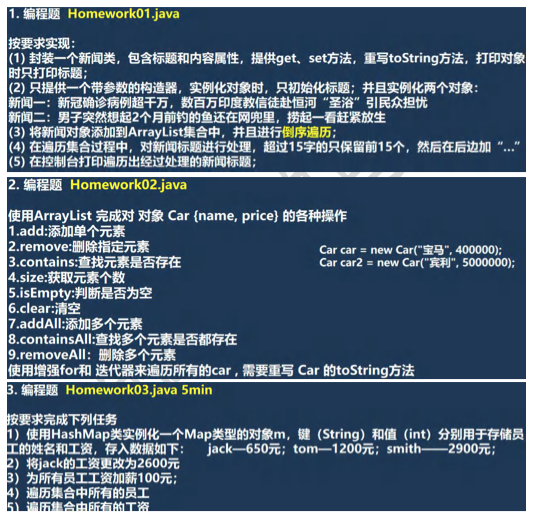 1. 编程题 Homework01.java
按要求实现：
(1) 封装一个新闻类，包含标题和内容属性，提供get、set方法，重写toString方法，打印对象
时只打印标题；
(2) 只提供一个带参数的构造器，实例化对象时，只初始化标题；并且实例化两个对象：
新闻一：新冠确诊病例超千万，数百万印度教信徒赴恒河“圣浴”引民众担忧
新闻二：男子突然想起2个月前钓的鱼还在网兜里，捞起一看赶紧放生
(3) 将新闻对象添加到ArrayList集合中，并且进行倒序遍历；
(4) 在遍历集合过程中，对新闻标题进行处理，超过15字的只保留前15个，然后在后边加“...”
(5) 在控制台打印遍历出经过处理的新闻标题；
2. 编程题 Homework02.java
使用ArrayList 完成对 对象 Car {name, price} 的各种操作
1.add:添加单个元素
2.remove:删除指定元素
3.contains:查找元素是否存在
4.size:获取元素个数
5.isEmpty:判断是否为空
6.clear:清空
7.addAll:添加多个元素
8.containsAll:查找多个元素是否都存在
9.removeAll：删除多个元素
使用增强for和 迭代器来遍历所有的car , 需要重写 Car 的toString方法
Car car = new Car("宝马", 400000);
Car car2 = new Car("宾利", 5000000);
3. 编程题 Homework03.java 5min
按要求完成下列任务
1）使用HashMap类实例化一个Map类型的对象m，键（String）和值（int）分别用于存储员
工的姓名和工资，存入数据如下： jack—650元；tom—1200元；smith——2900元；
2）将jack的工资更改为2600元
3）为所有员工工资加薪100元；
4）遍历集合中所有的员工
5）遍历集合中所有的工资